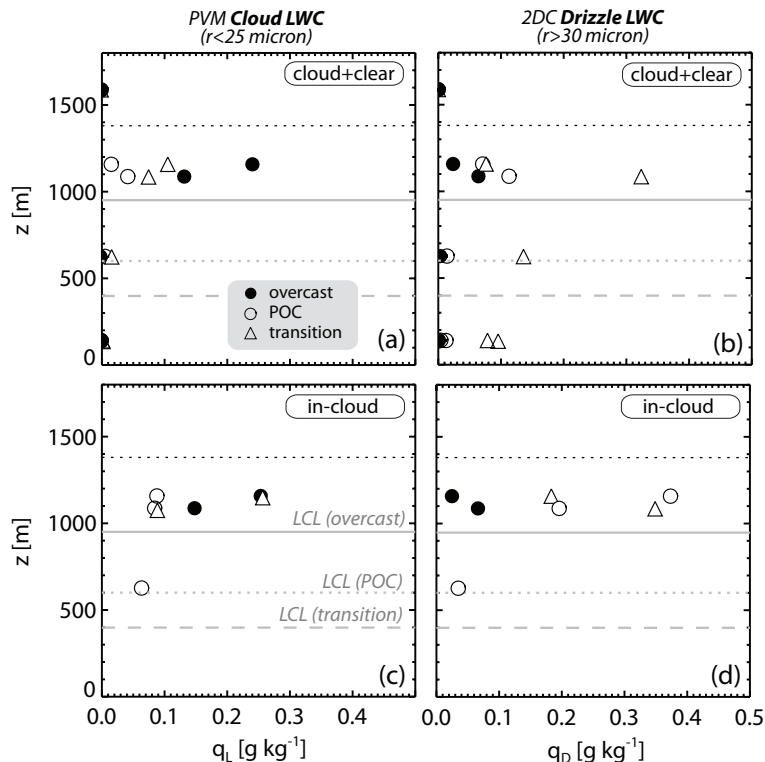 PVM Cloud LWC
(r<25 micron)
2DC Drizzle LWC
(r>30 micron)
cloud+clear
cloud+clear
1500
1000
500
0
z [m]
overcast
POC
transition
(a)
(b)
in-cloud
in-cloud
1500
1000
500
0
z [m]
LCL (overcast)
LCL (POC)
LCL (transition)
(c)
(d)
0.0 0.1 0.2 0.3 0.4
0.0 0.1 0.2 0.3 0.4 0.5
qL [g kg⁻¹]
qD [g kg⁻¹]